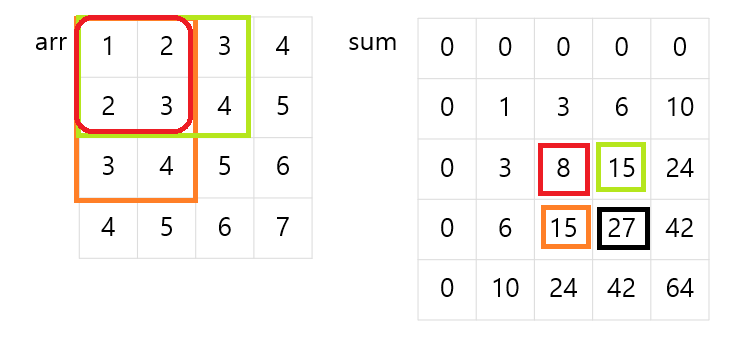 arr
1 2 3 4
2 3 4 5
3 4 5 6
4 5 6 7
sum
0 0 0 0 0
0 1 3 6 10
0 3 8 15 24
0 6 15 27 42
0 10 24 42 64